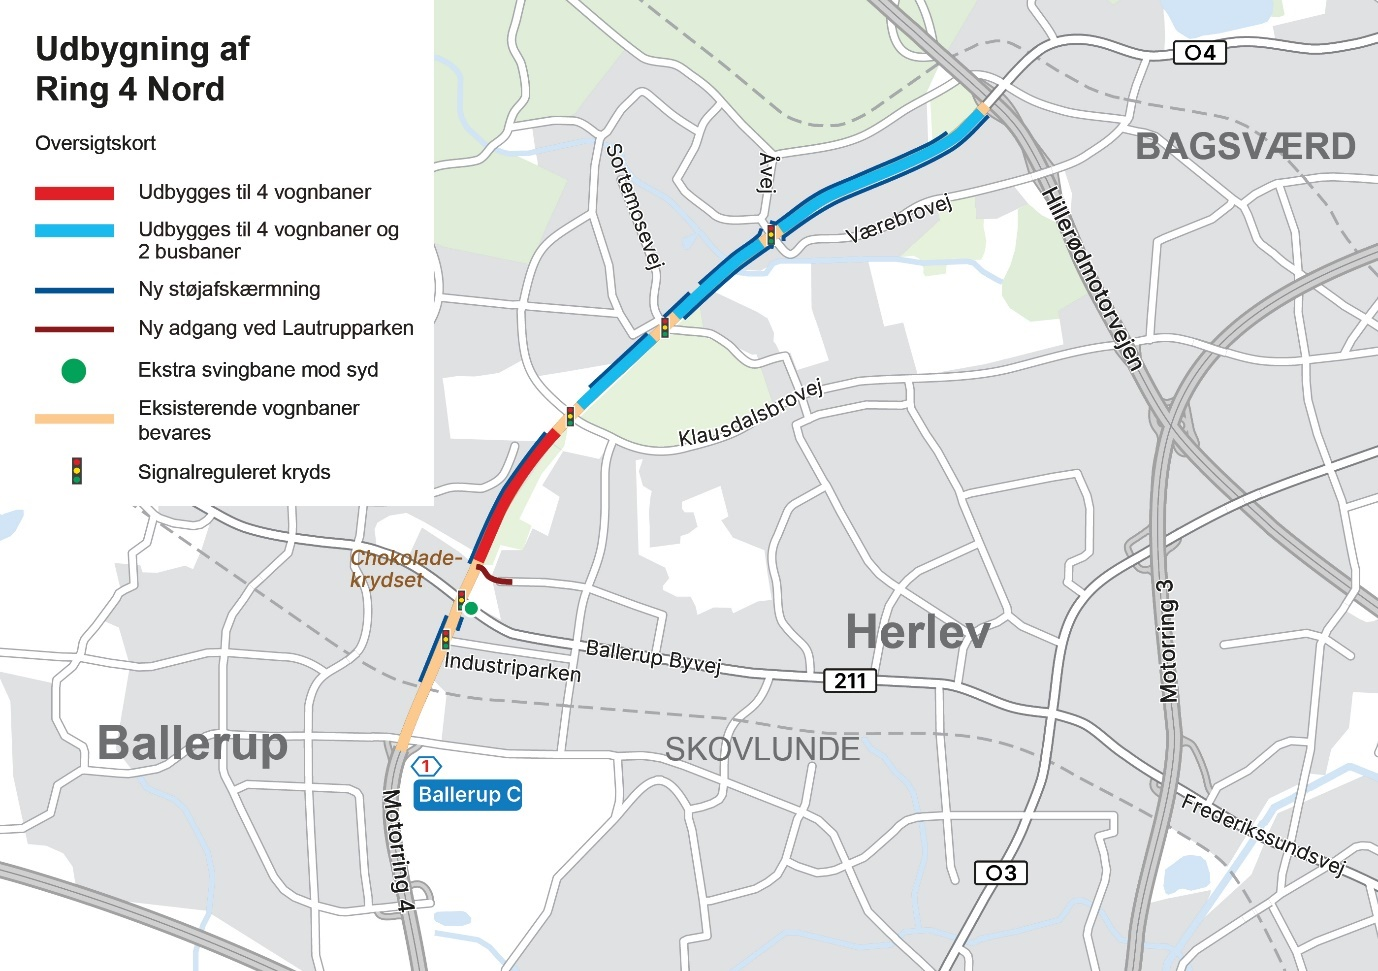 Udbygning af
Ring 4 Nord
Oversigtskort
Udbygges til 4 vognbaner
Udbygges til 4 vognbaner og
2 busbaner
Ny støjafskærmning
Ny adgang ved Lautrupparken
Ekstra svingbane mod syd
Eksisterende vognbaner
bevares
Signalreguleret kryds
O4
BAGSVÆRD
Sortemosevej
Åvej
Værebrovej
Hillerødmotorvejen
Klausdalsbrovej
Chokolade-
krydset
Herlev
Motorring 3
Ballerup Byvej
Industriparken
211
Ballerup
SKOVLUNDE
1
Ballerup C
Motorring 4
Frederikssundsvej
O3